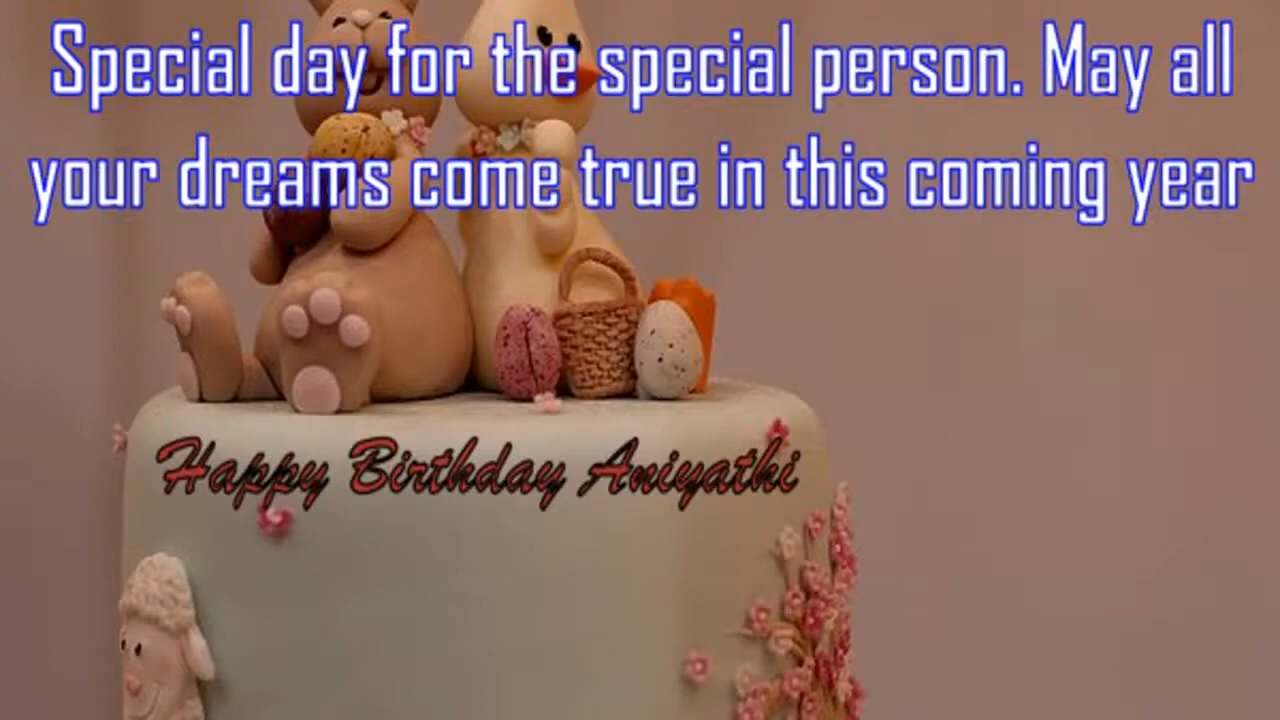 Special day for the special person. May all
your dreams come true in this coming year
Happy Birthday Aniyathi